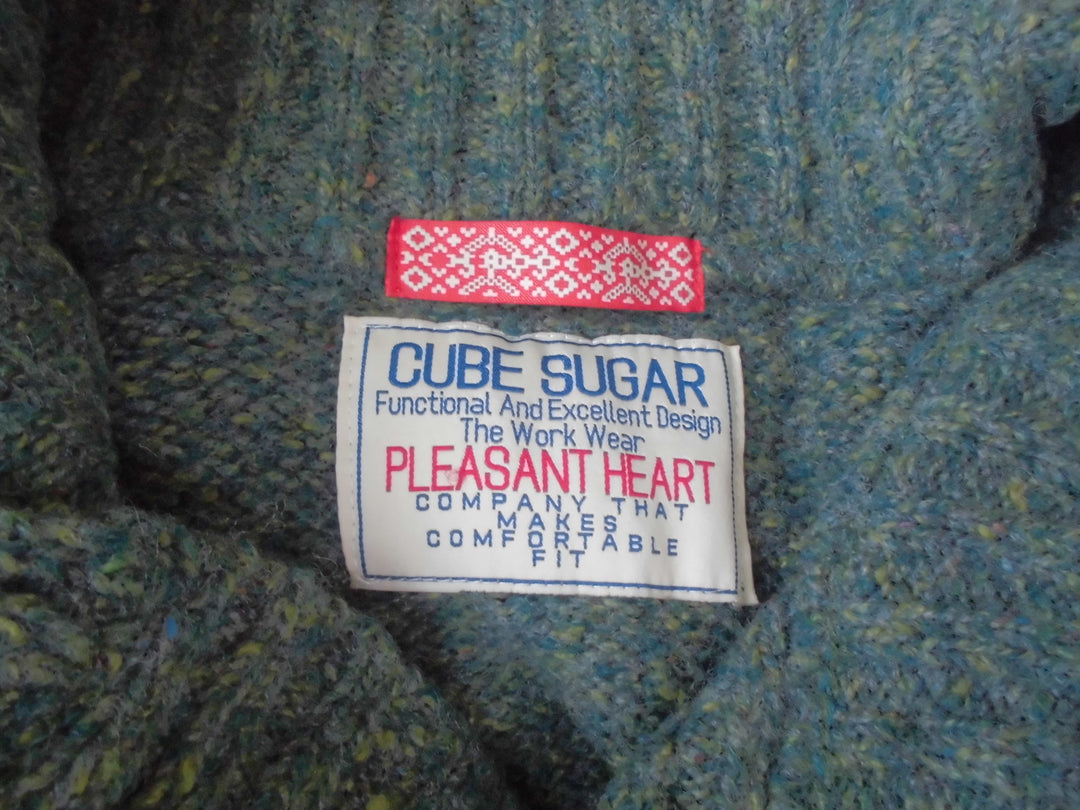 CUBE SUGAR
Functional And Excellent Design
The Work Wear
PLEASANT HEART
COMPANY THAT
MAKES
COMFORTABLE
FIT